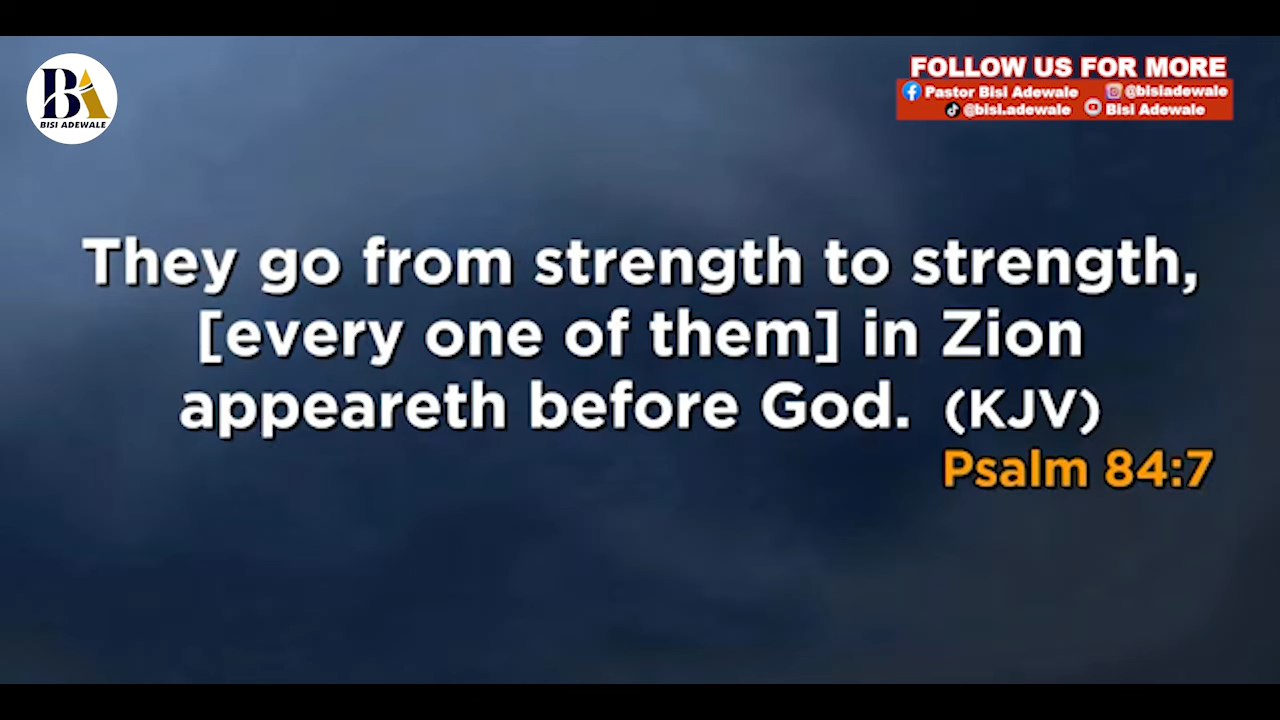 BA
BISI ADEWALE
FOLLOW US FOR MORE
Pastor Bisi Adewale @bisiadewale
@bisi.adewale Bisi Adewale
They go from strength to strength,
[every one of them] in Zion
appeareth before God. (KJV)
Psalm 84:7